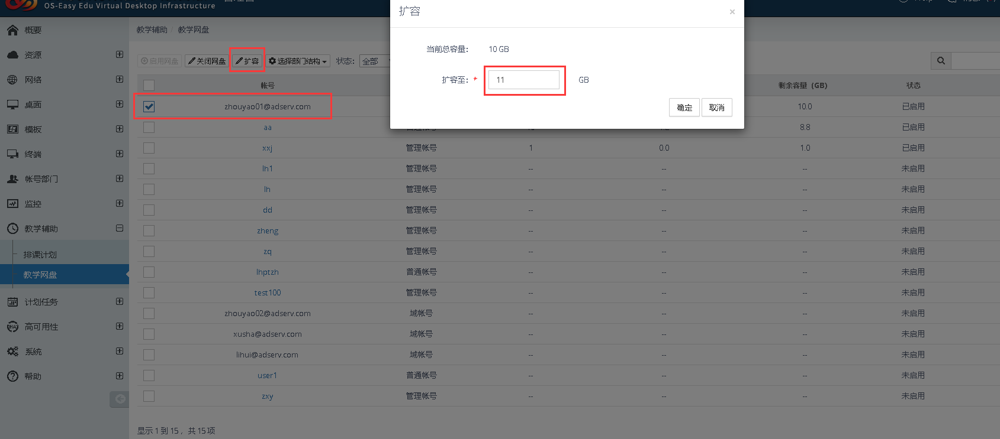 OS-Easy Edu Virtual Desktop Infrastructure
扩容
×
当前总容量： 10 GB
扩容至： * 11 GB
确定 取消
概要
资源
网络
桌面
模板
终端
帐号部门
监控
教学辅助
排课计划
教学网盘
计划任务
高可用性
系统
帮助
教学辅助 / 教学网盘
启用网盘 关闭网盘 扩容 选择部门结构 状态： 全部
帐号 剩余容量（GB) 状态
zhouyao01@adserv.com 10.0 已启用
aa 8.8 已启用
xxj 管理帐号 1 0.0 1.0 已启用
lh1 管理帐号 -- -- -- 未启用
lh 管理帐号 -- -- -- 未启用
dd 管理帐号 -- -- -- 未启用
zheng 管理帐号 -- -- -- 未启用
zq 管理帐号 -- -- -- 未启用
lhptzh 普通帐号 -- -- -- 未启用
test100 管理帐号 -- -- -- 未启用
zhouyao02@adserv.com 域帐号 -- -- -- 未启用
xusha@adserv.com 域帐号 -- -- -- 未启用
lihui@adserv.com 域帐号 -- -- -- 未启用
user1 普通帐号 -- -- -- 未启用
zxy 管理帐号 -- -- -- 未启用
显示 1 到 15， 共 15 项